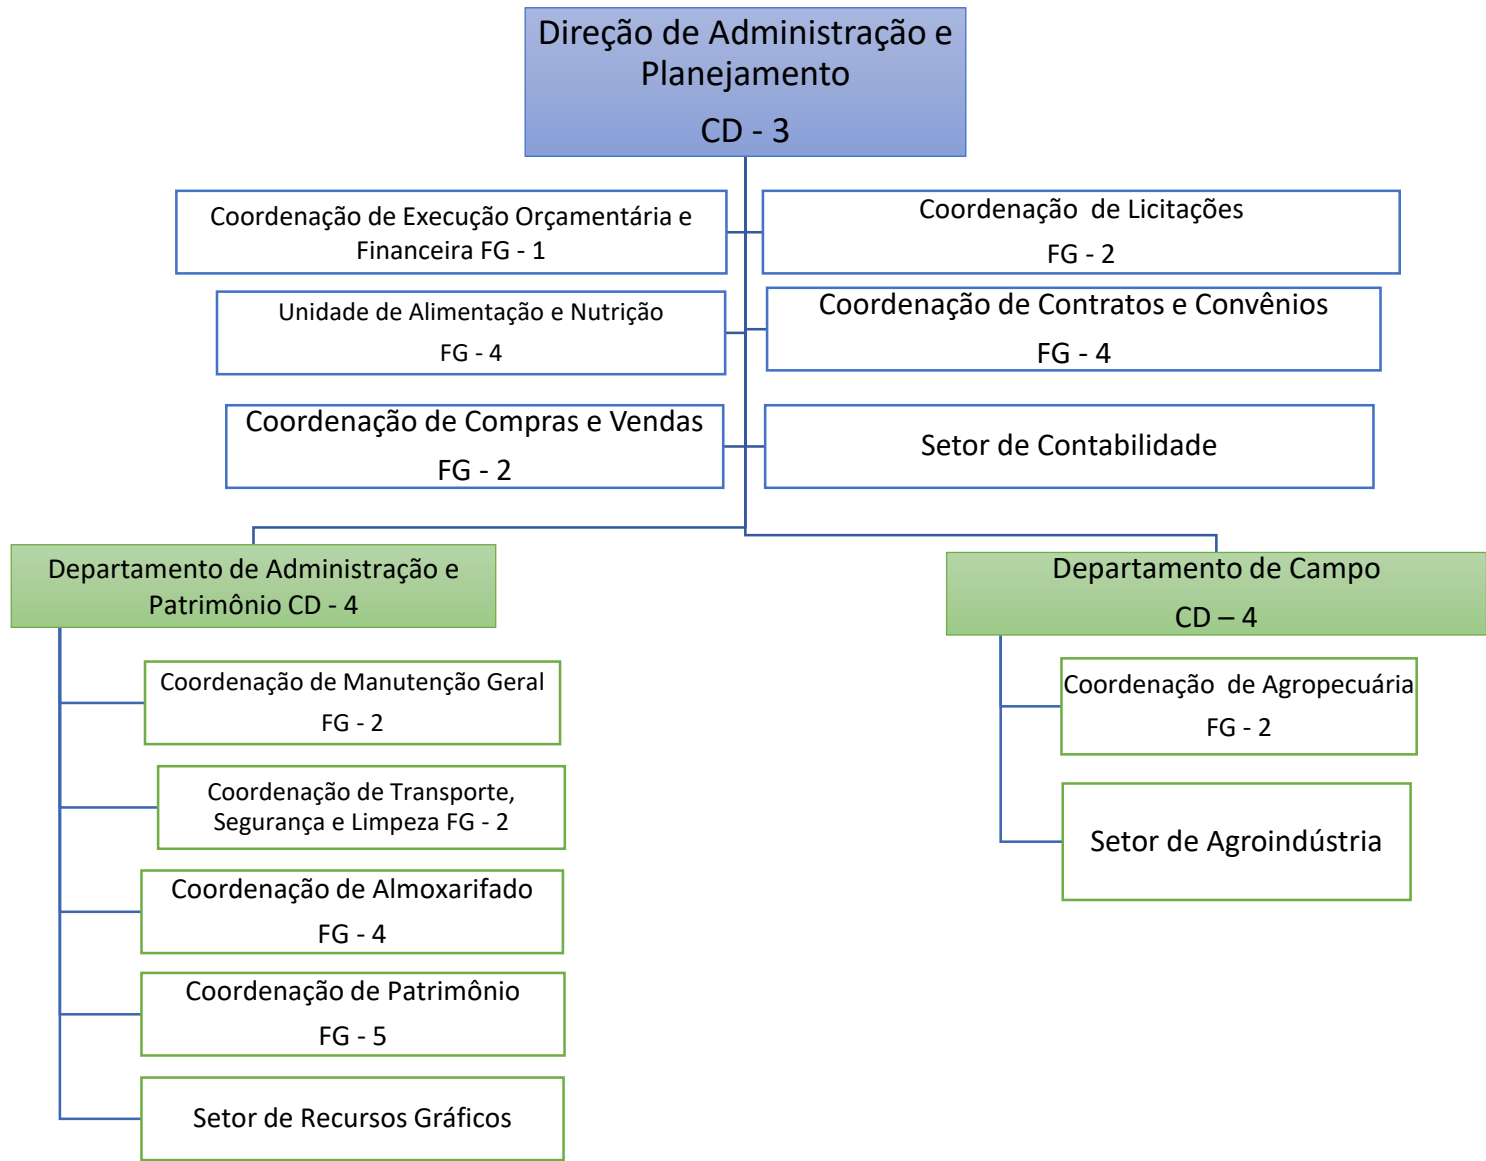 Direção de Administração e
Planejamento
CD - 3
Coordenação de Execução Orçamentária e
Financeira FG - 1
Coordenação de Licitações
FG - 2
Unidade de Alimentação e Nutrição
FG - 4
Coordenação de Contratos e Convênios
FG - 4
Coordenação de Compras e Vendas
FG - 2
Setor de Contabilidade
Departamento de Administração e
Patrimônio CD - 4
Coordenação de Manutenção Geral
FG - 2
Coordenação de Transporte,
Segurança e Limpeza FG - 2
Coordenação de Almoxarifado
FG - 4
Coordenação de Patrimônio
FG - 5
Setor de Recursos Gráficos
Departamento de Campo
CD – 4
Coordenação de Agropecuária
FG - 2
Setor de Agroindústria